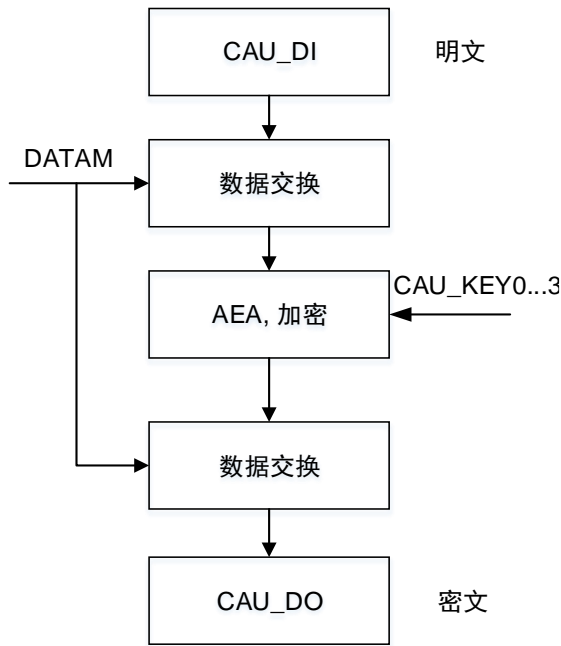 CAU_DI
明文
DATAM
数据交换
CAU_KEY0...3
AEA, 加密
数据交换
CAU_DO
密文